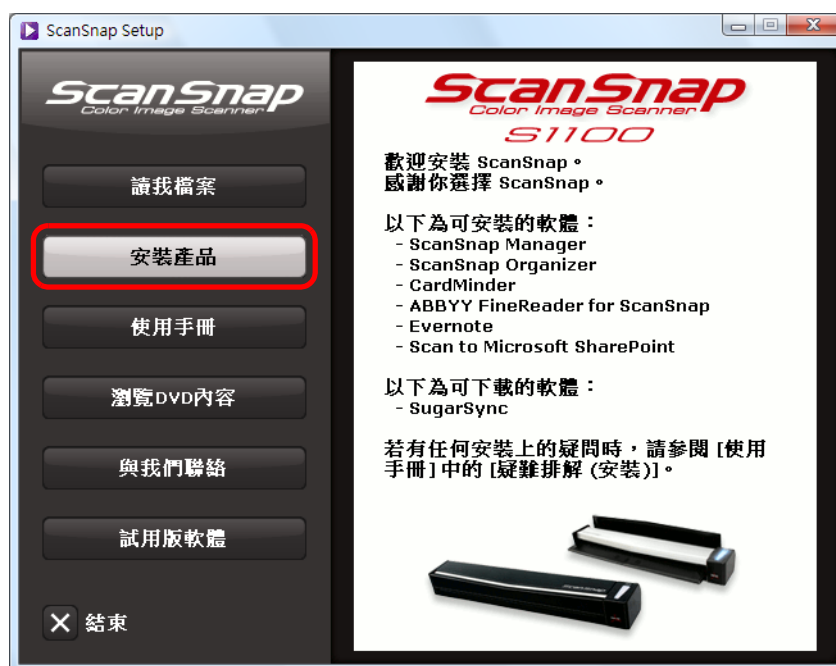 ScanSnap Setup
ScanSnap
Color Image Scanner
讀我檔案
安裝產品
使用手冊
瀏覽DVD內容
與我們聯絡
試用版軟體
結束
ScanSnap
Color Image Scanner
S1100
歡迎安裝 ScanSnap。
感謝你選擇 ScanSnap。
以下為可安裝的軟體：
- ScanSnap Manager
- ScanSnap Organizer
- CardMinder
- ABBYY FineReader for ScanSnap
- Evernote
- Scan to Microsoft SharePoint
以下為可下載的軟體：
- SugarSync
若有任何安裝上的疑問時，請參閱 [使用
手冊] 中的 [疑難排解 (安裝)]。
ScanSnap